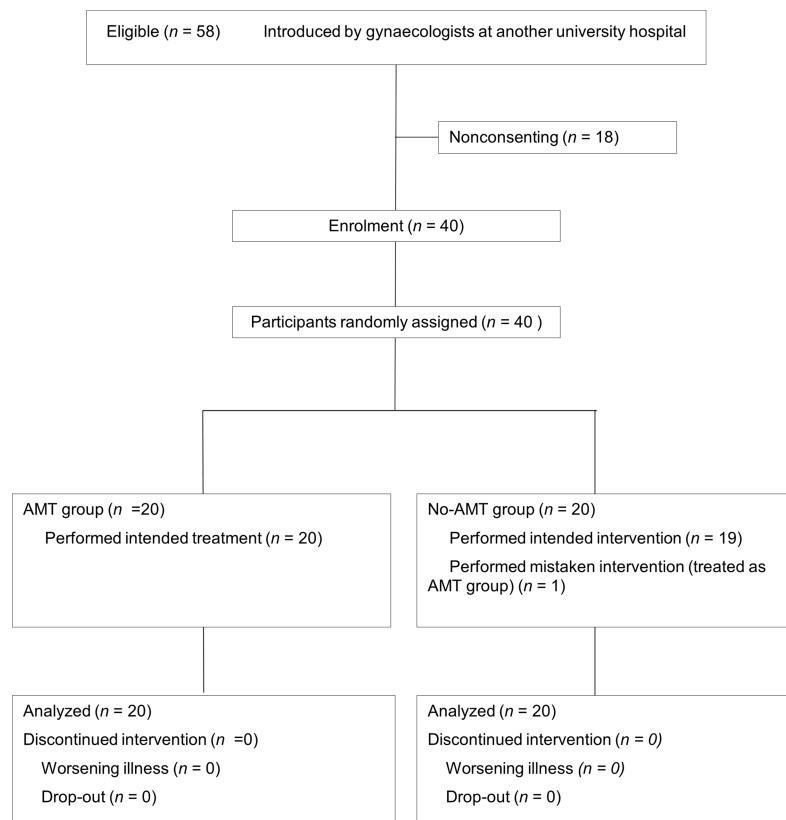 Eligible (n = 58) Introduced by gynaecologists at another university hospital
Nonconsenting (n = 18)
Enrolment (n = 40)
Participants randomly assigned (n = 40 )
AMT group (n =20)
Performed intended treatment (n = 20)
No-AMT group (n = 20)
Performed intended intervention (n = 19)
Performed mistaken intervention (treated as
AMT group) (n = 1)
Analyzed (n = 20)
Discontinued intervention (n =0)
Worsening illness (n = 0)
Drop-out (n = 0)
Analyzed (n = 20)
Discontinued intervention (n = 0)
Worsening illness (n = 0)
Drop-out (n = 0)